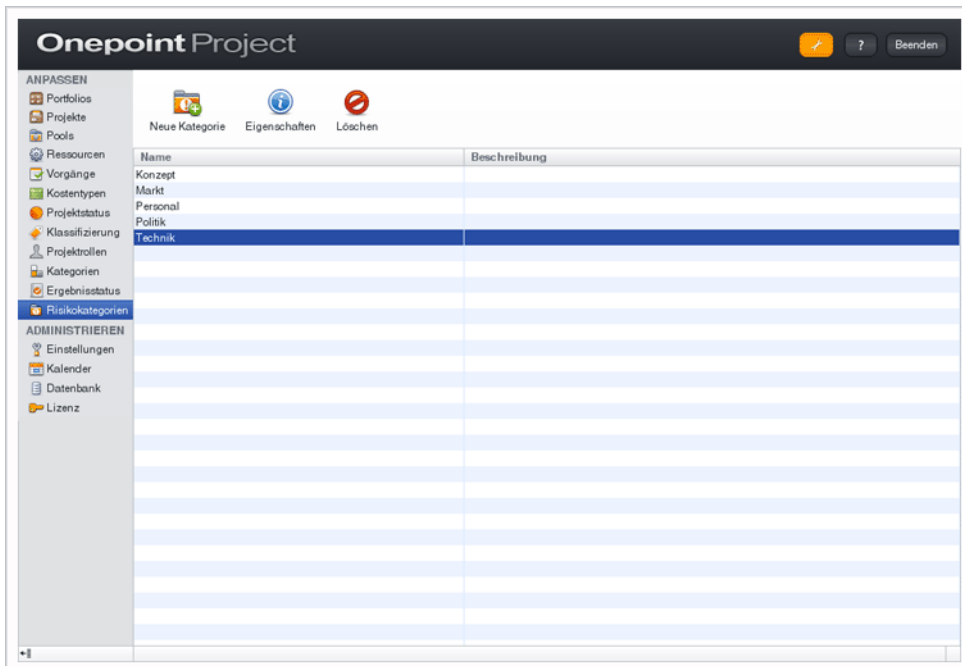 Onepoint Project
?
Beenden
ANPASSEN
Portfolios
Projekte
Pools
Ressourcen
Vorgänge
Kostentypen
Projektstatus
Klassifizierung
Projektrollen
Kategorien
Ergebnisstatus
Risikokategorien
ADMINISTRIEREN
Einstellungen
Kalender
Datenbank
Lizenz
Neue Kategorie Eigenschaften Löschen
Name Beschreibung
Konzept
Markt
Personal
Politik
Technik